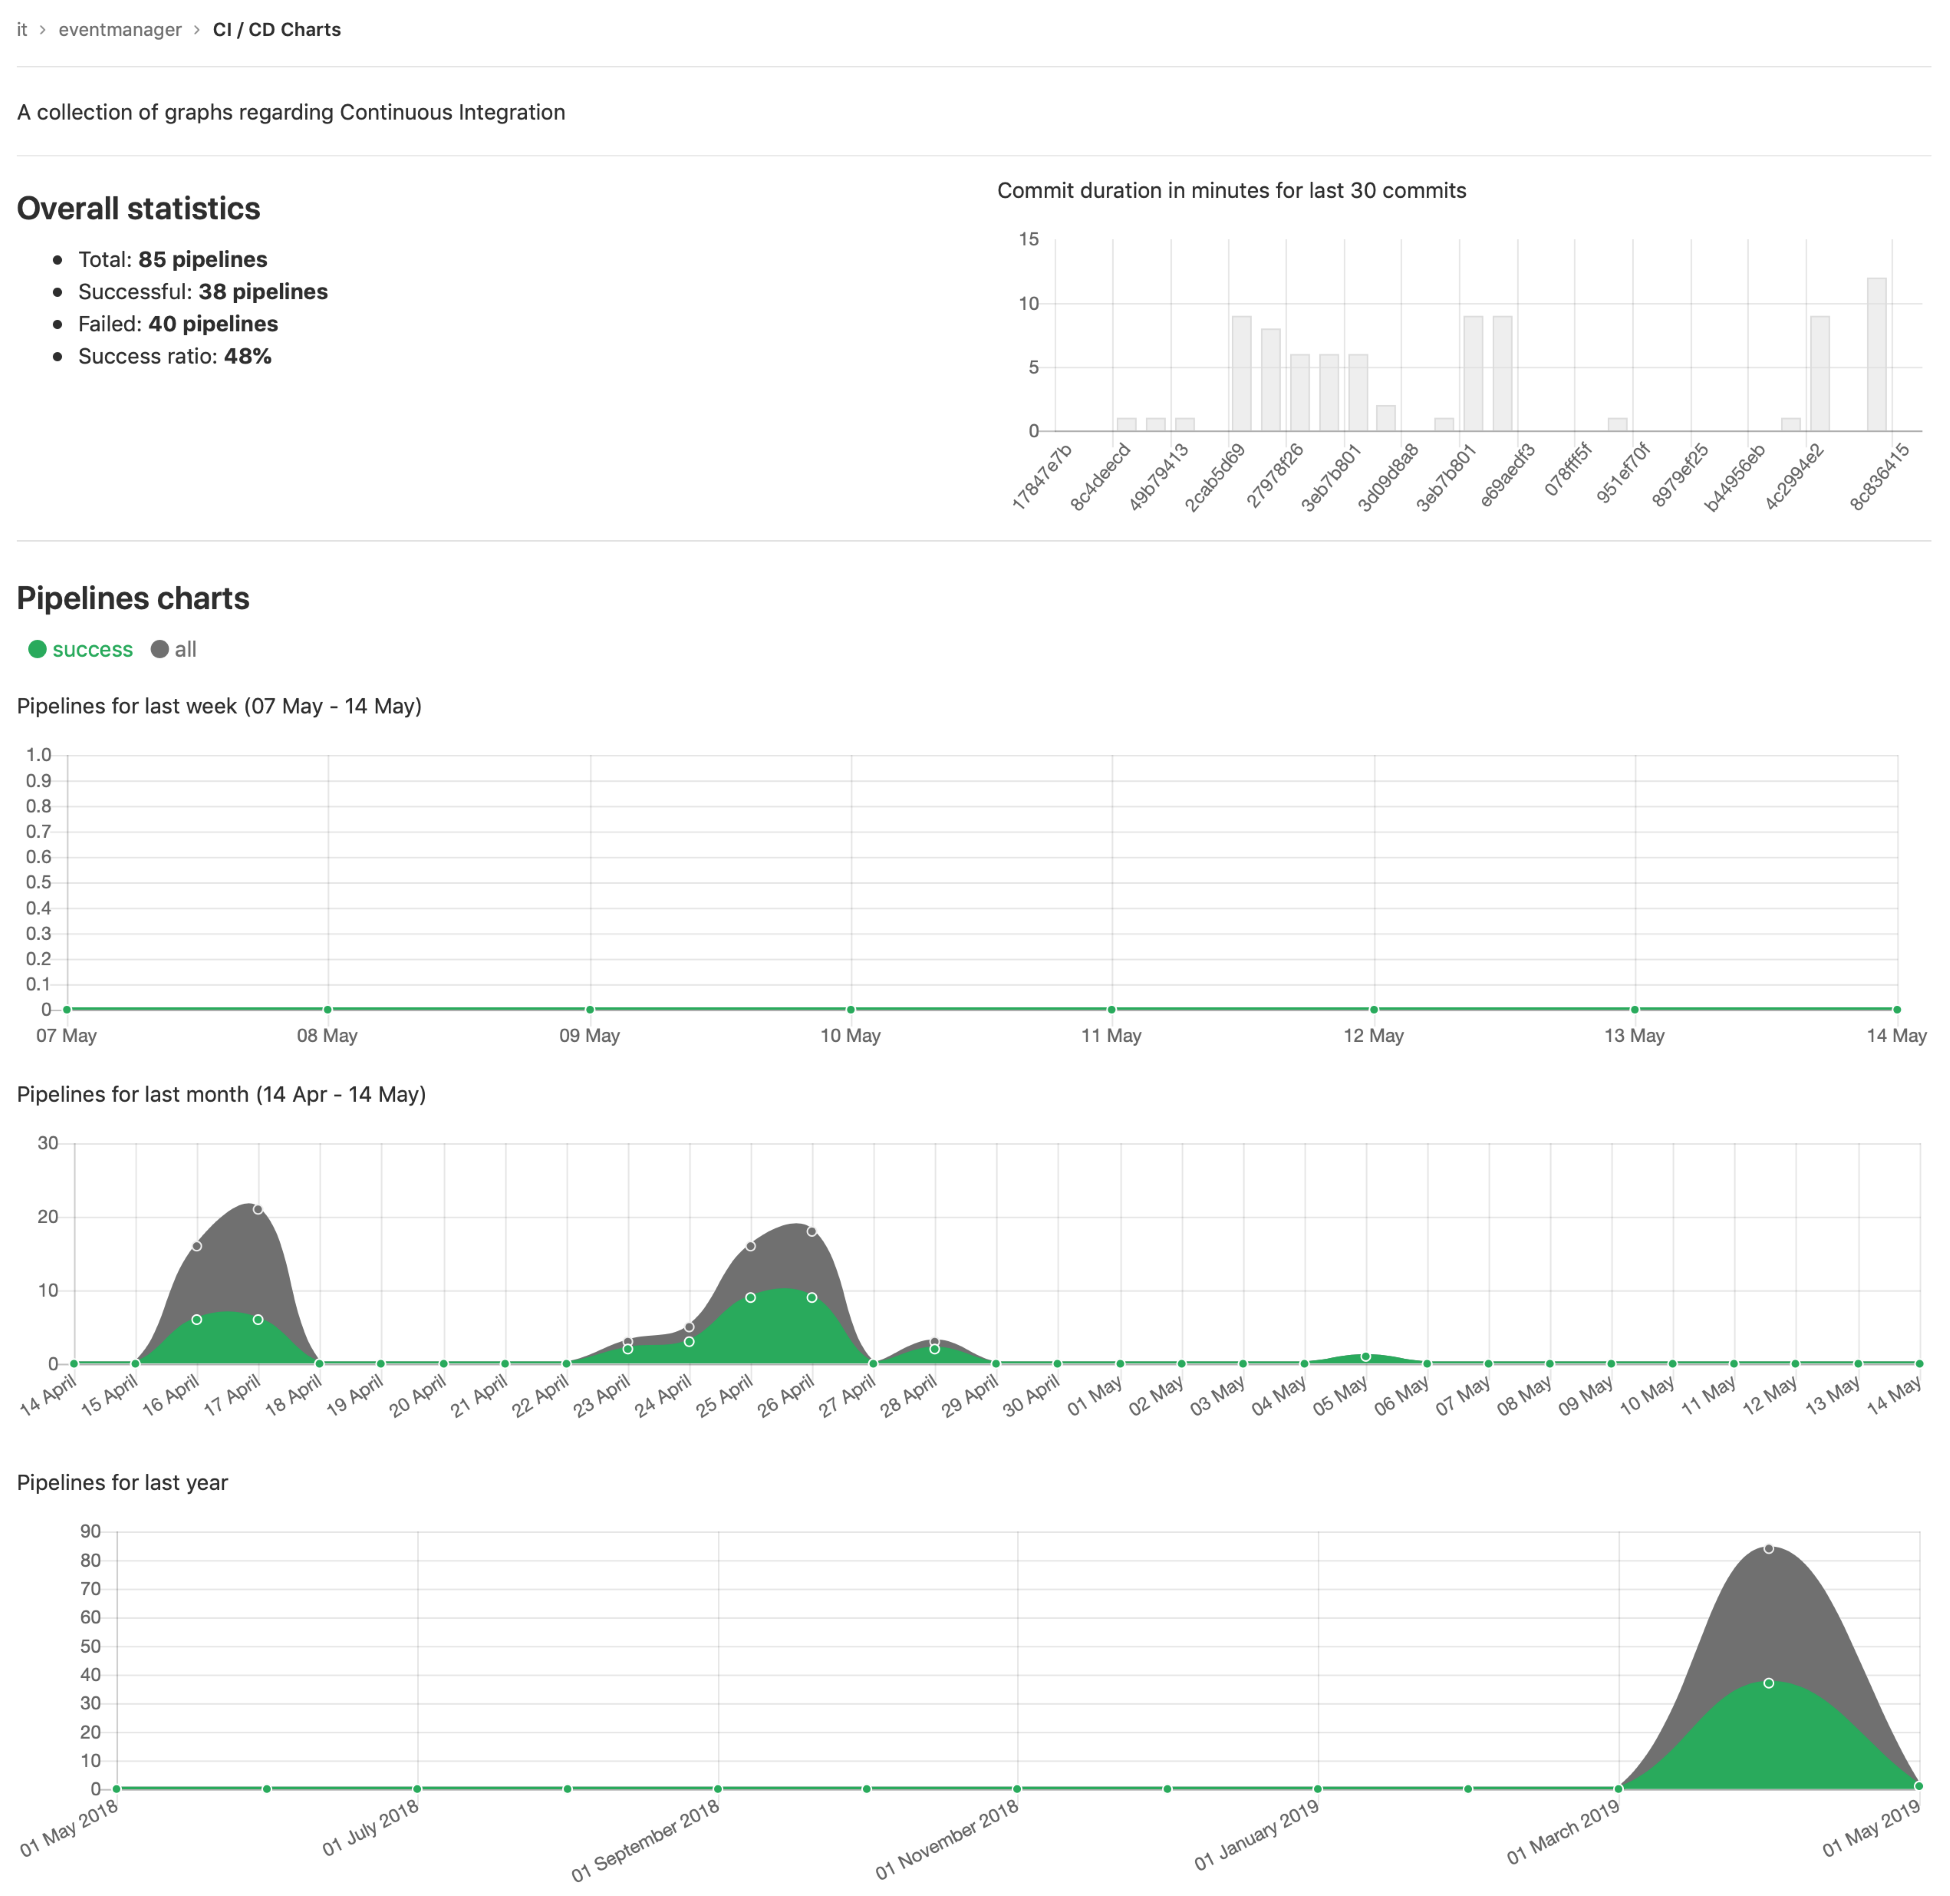 it › eventmanager › CI / CD Charts
A collection of graphs regarding Continuous Integration
Overall statistics
• Total: 85 pipelines
• Successful: 38 pipelines
• Failed: 40 pipelines
• Success ratio: 48%
Commit duration in minutes for last 30 commits
15
10
5
0
17847e7b 8c4deecd 49b79413 2cab5d69 27978f26 3eb7b801 3d09d8a8 3eb7b801 e69aedf3 078fff5f 951ef70f 8979ef25 b44956eb 4c2994e2 8c836415
Pipelines charts
success all
Pipelines for last week (07 May - 14 May)
1.0
0.9
0.8
0.7
0.6
0.5
0.4
0.3
0.2
0.1
0
07 May 08 May 09 May 10 May 11 May 12 May 13 May 14 May
Pipelines for last month (14 Apr - 14 May)
30
20
10
0
14 April 15 April 16 April 17 April 18 April 19 April 20 April 21 April 22 April 23 April 24 April 25 April 26 April 27 April 28 April 29 April 30 April 01 May 02 May 03 May 04 May 05 May 06 May 07 May 08 May 09 May 10 May 11 May 12 May 13 May 14 May
Pipelines for last year
90
80
70
60
50
40
30
20
10
0
01 May 2018 01 July 2018 01 September 2018 01 November 2018 01 January 2019 01 March 2019 01 May 2019